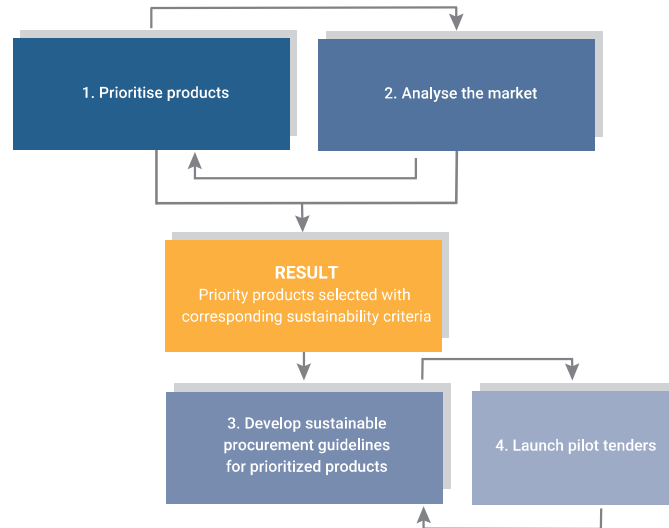 1. Prioritise products
2. Analyse the market
RESULT
Priority products selected with
corresponding sustainability criteria
3. Develop sustainable
procurement guidelines
for prioritized products
4. Launch pilot tenders